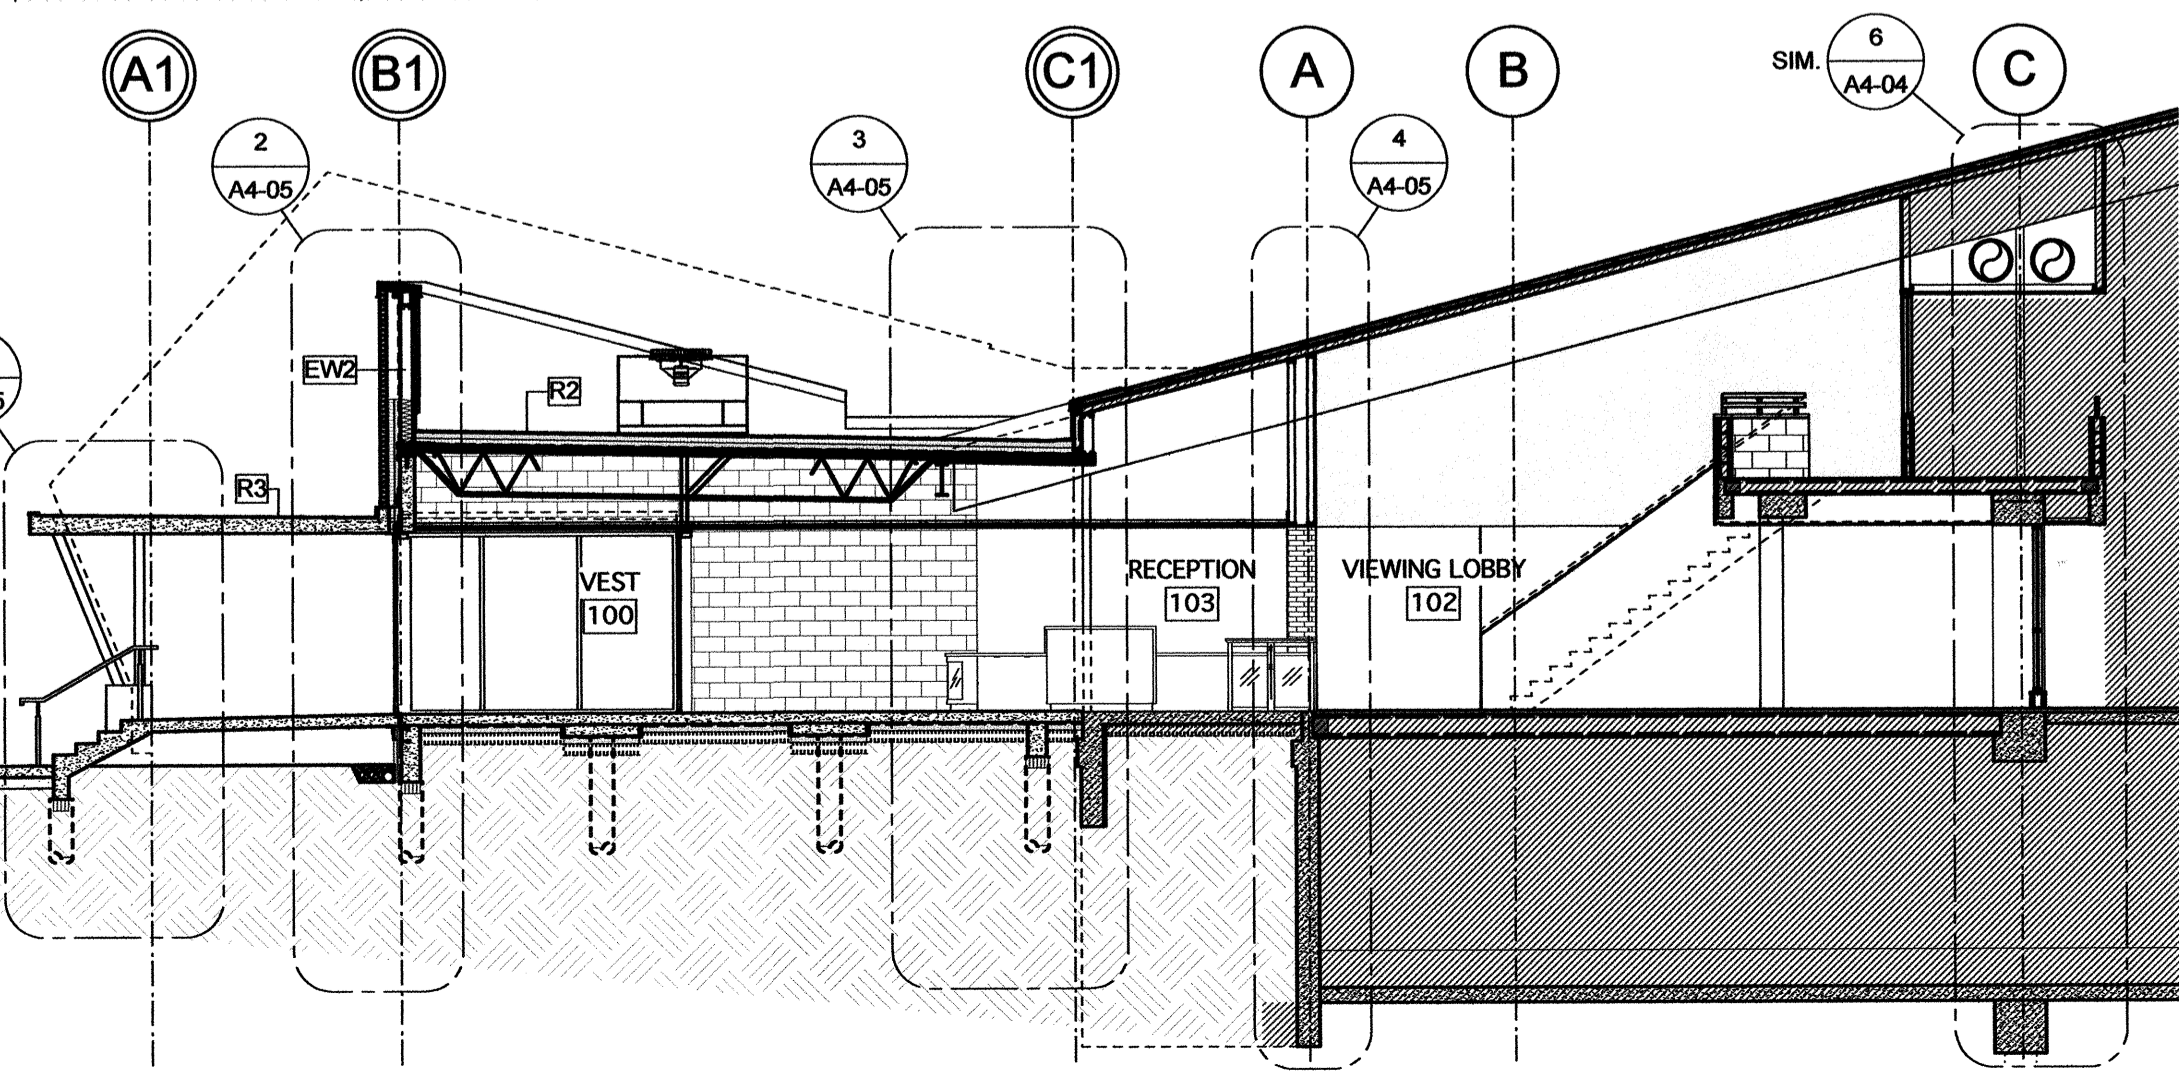 A1
B1
C1
A
B
SIM.
6
A4-04
C
2
A4-05
3
A4-05
4
A4-05
EW2
R2
R3
VEST
100
RECEPTION
103
VIEWING LOBBY
102